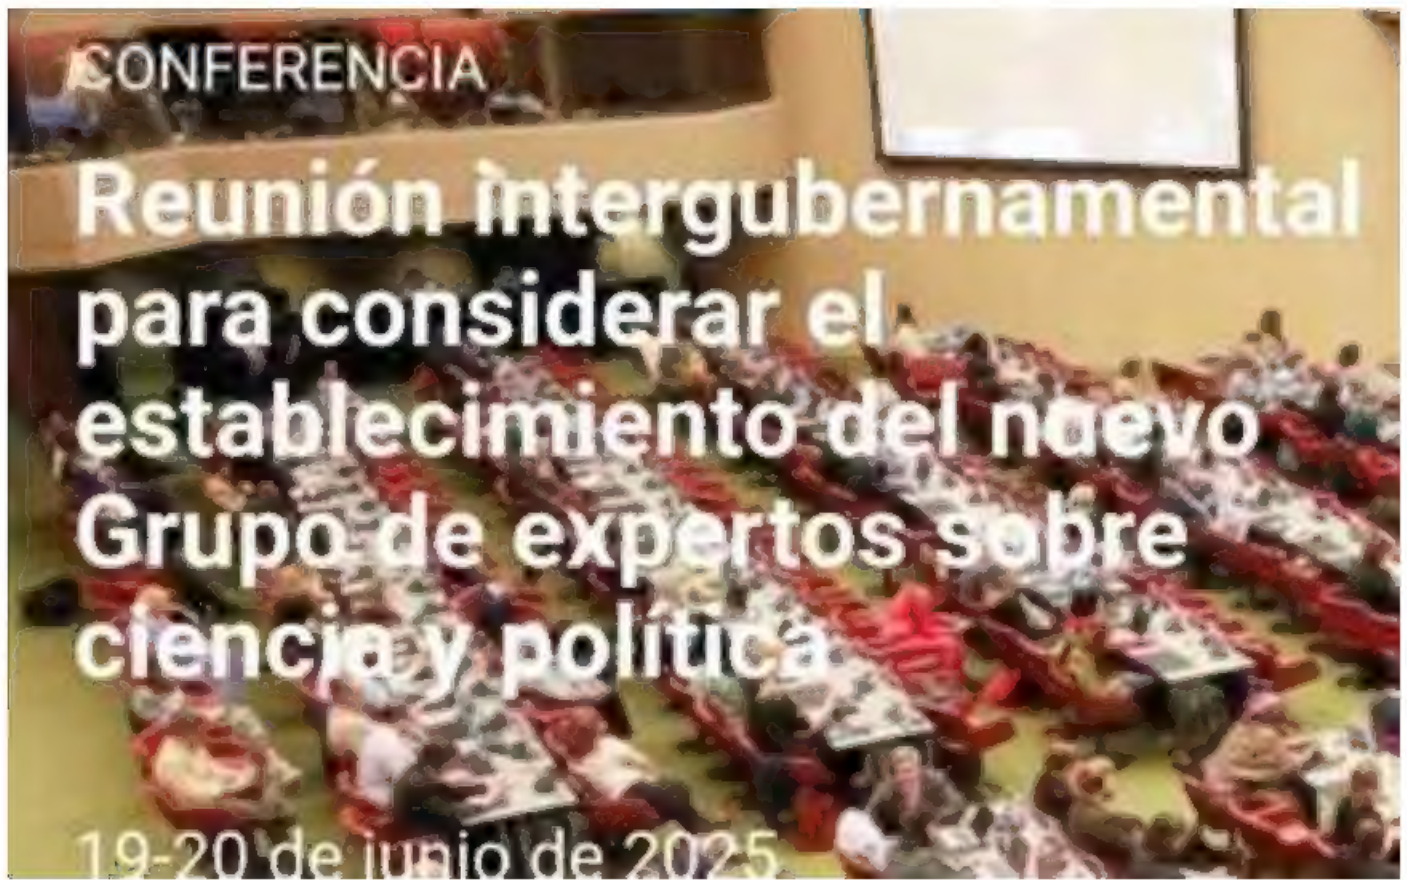 CONFERENCIA
Reunión intergubernamental
para considerar el
establecimiento del nuevo
Grupo de expertos sobre
ciencia y política
19-20 de junio de 2025